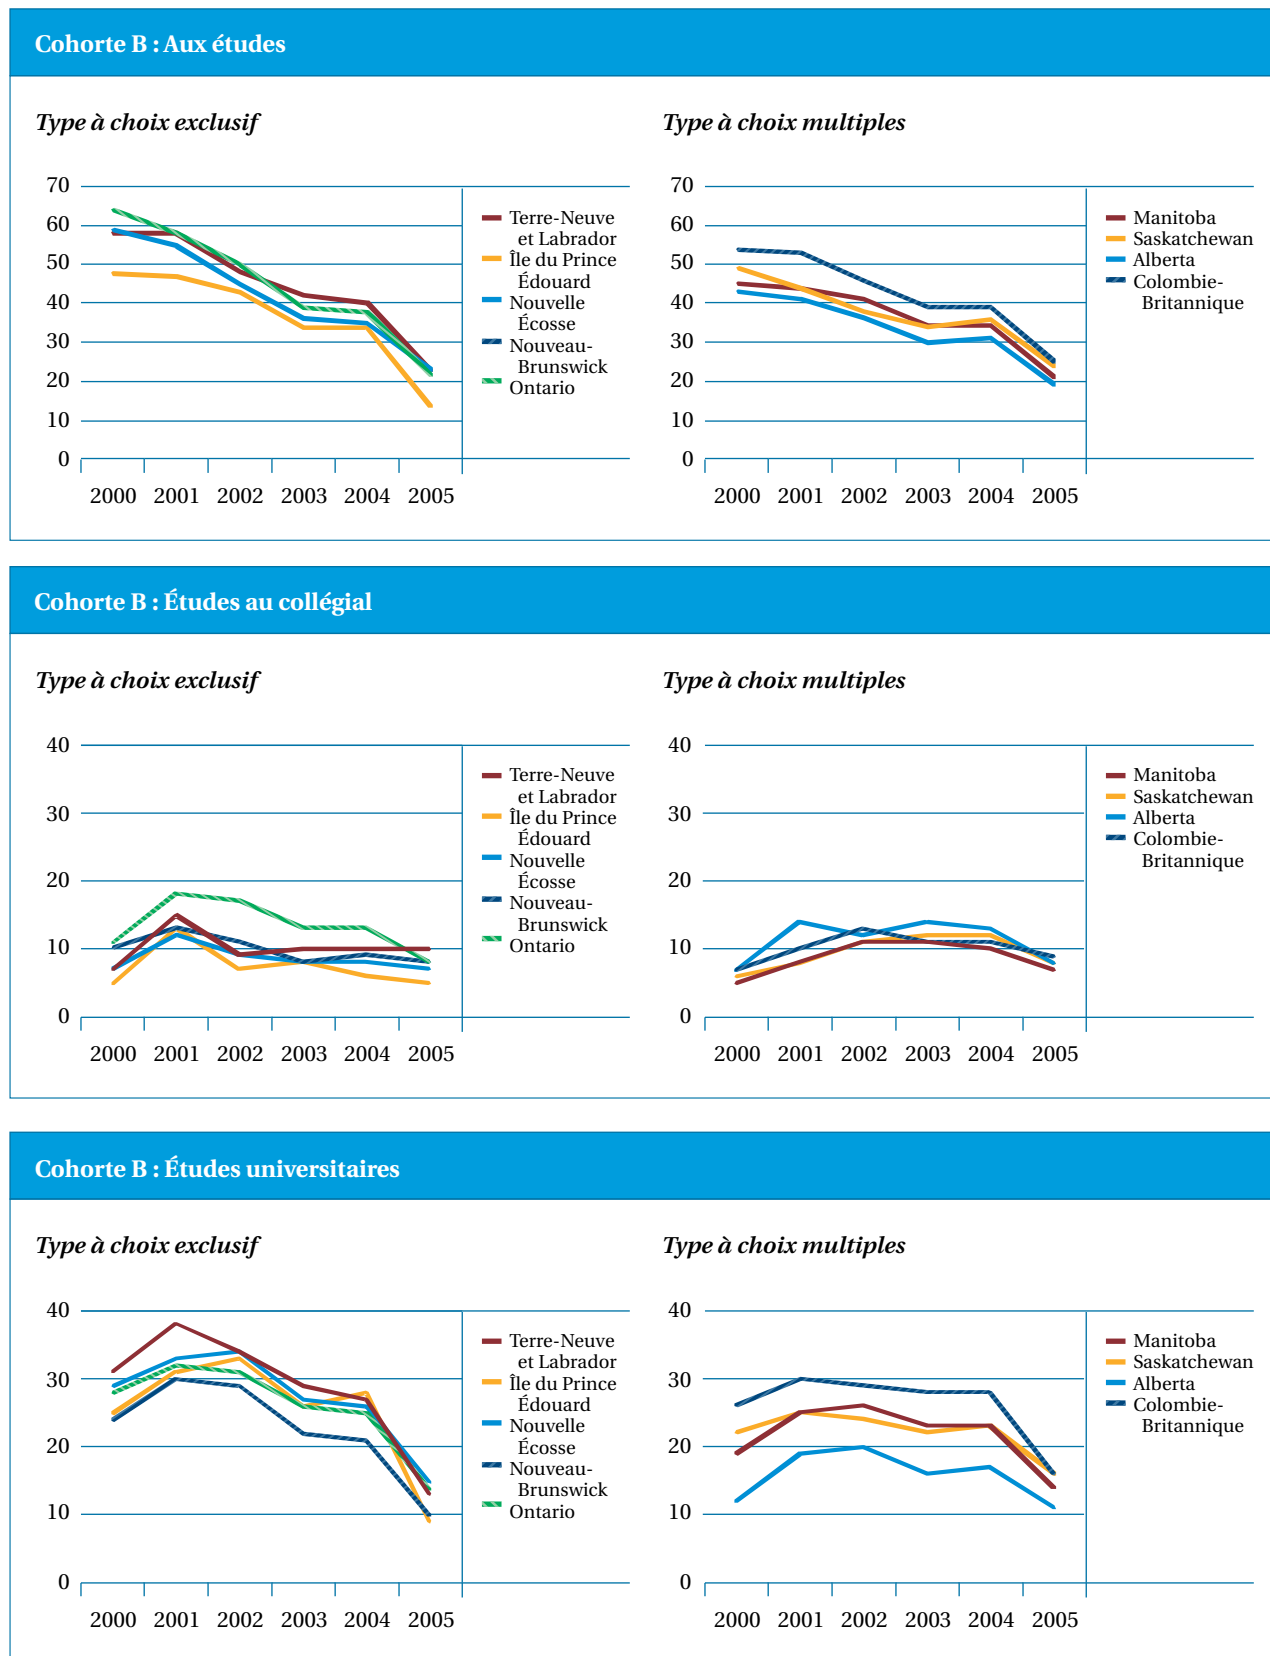 Cohorte B : Aux études
Type à choix exclusif
70
60
50
40
30
20
10
0
2000 2001 2002 2003 2004 2005
Terre-Neuve
et Labrador
Île du Prince
Édouard
Nouvelle
Écosse
Nouveau-
Brunswick
Ontario
Type à choix multiples
70
60
50
40
30
20
10
0
2000 2001 2002 2003 2004 2005
Manitoba
Saskatchewan
Alberta
Colombie-
Britannique
Cohorte B : Études au collégial
Type à choix exclusif
40
30
20
10
0
2000 2001 2002 2003 2004 2005
Terre-Neuve
et Labrador
Île du Prince
Édouard
Nouvelle
Écosse
Nouveau-
Brunswick
Ontario
Type à choix multiples
40
30
20
10
0
2000 2001 2002 2003 2004 2005
Manitoba
Saskatchewan
Alberta
Colombie-
Britannique
Cohorte B : Études universitaires
Type à choix exclusif
40
30
20
10
0
2000 2001 2002 2003 2004 2005
Terre-Neuve
et Labrador
Île du Prince
Édouard
Nouvelle
Écosse
Nouveau-
Brunswick
Ontario
Type à choix multiples
40
30
20
10
0
2000 2001 2002 2003 2004 2005
Manitoba
Saskatchewan
Alberta
Colombie-
Britannique